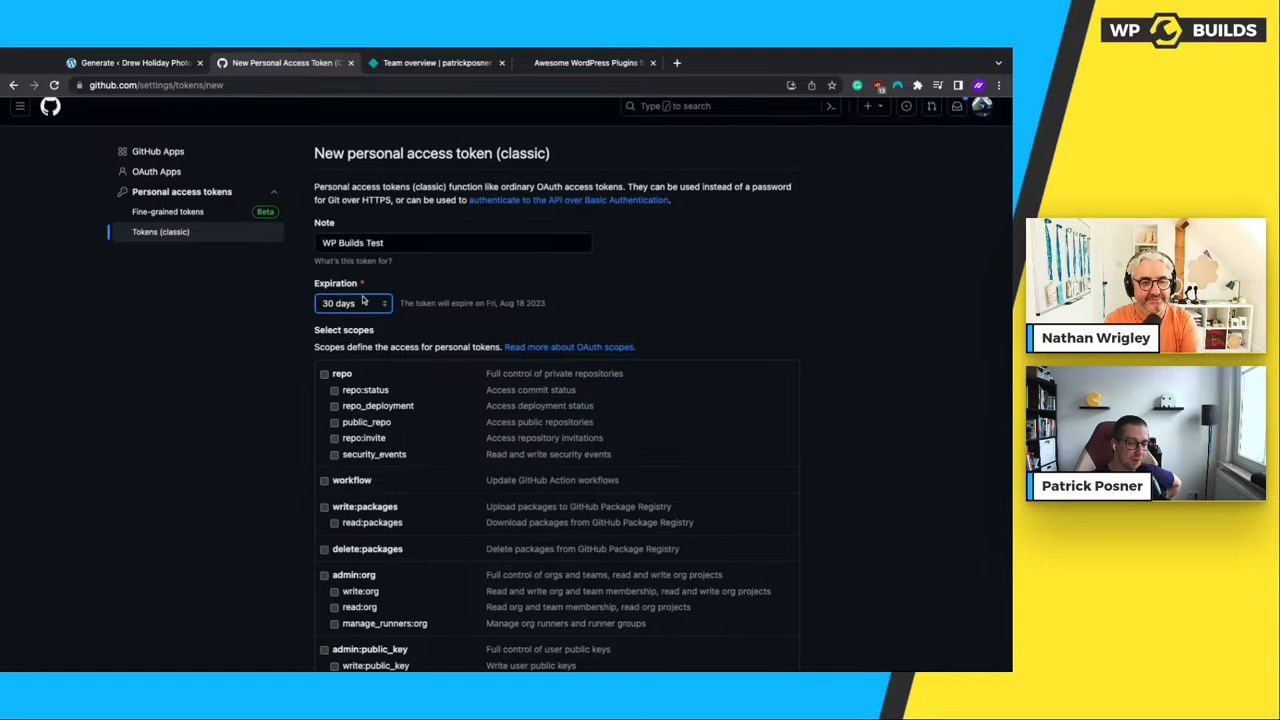 WP BUILDS
Generate ‹ Drew Holiday Phot
New Personal Access Token (C
Team overview | patrickposner
Awesome WordPress Plugins f
github.com/settings/tokens/new
Type / to search
GitHub Apps
OAuth Apps
Personal access tokens
Fine-grained tokens Beta
Tokens (classic)
New personal access token (classic)
Personal access tokens (classic) function like ordinary OAuth access tokens. They can be used instead of a password
for Git over HTTPS, or can be used to authenticate to the API over Basic Authentication.
Note
WP Builds Test
What's this token for?
Expiration *
30 days The token will expire on Fri, Aug 18 2023
Select scopes
Scopes define the access for personal tokens. Read more about OAuth scopes.
repo Full control of private repositories
repo:status Access commit status
repo_deployment Access deployment status
public_repo Access public repositories
repo:invite Access repository invitations
security_events Read and write security events
workflow Update GitHub Action workflows
write:packages Upload packages to GitHub Package Registry
read:packages Download packages from GitHub Package Registry
delete:packages Delete packages from GitHub Package Registry
admin:org Full control of orgs and teams, read and write org projects
write:org Read and write org and team membership, read and write org projects
read:org Read org and team membership, read org projects
manage_runners:org Manage org runners and runner groups
admin:public_key Full control of user public keys
write:public_key Write user public keys
Nathan Wrigley
Patrick Posner